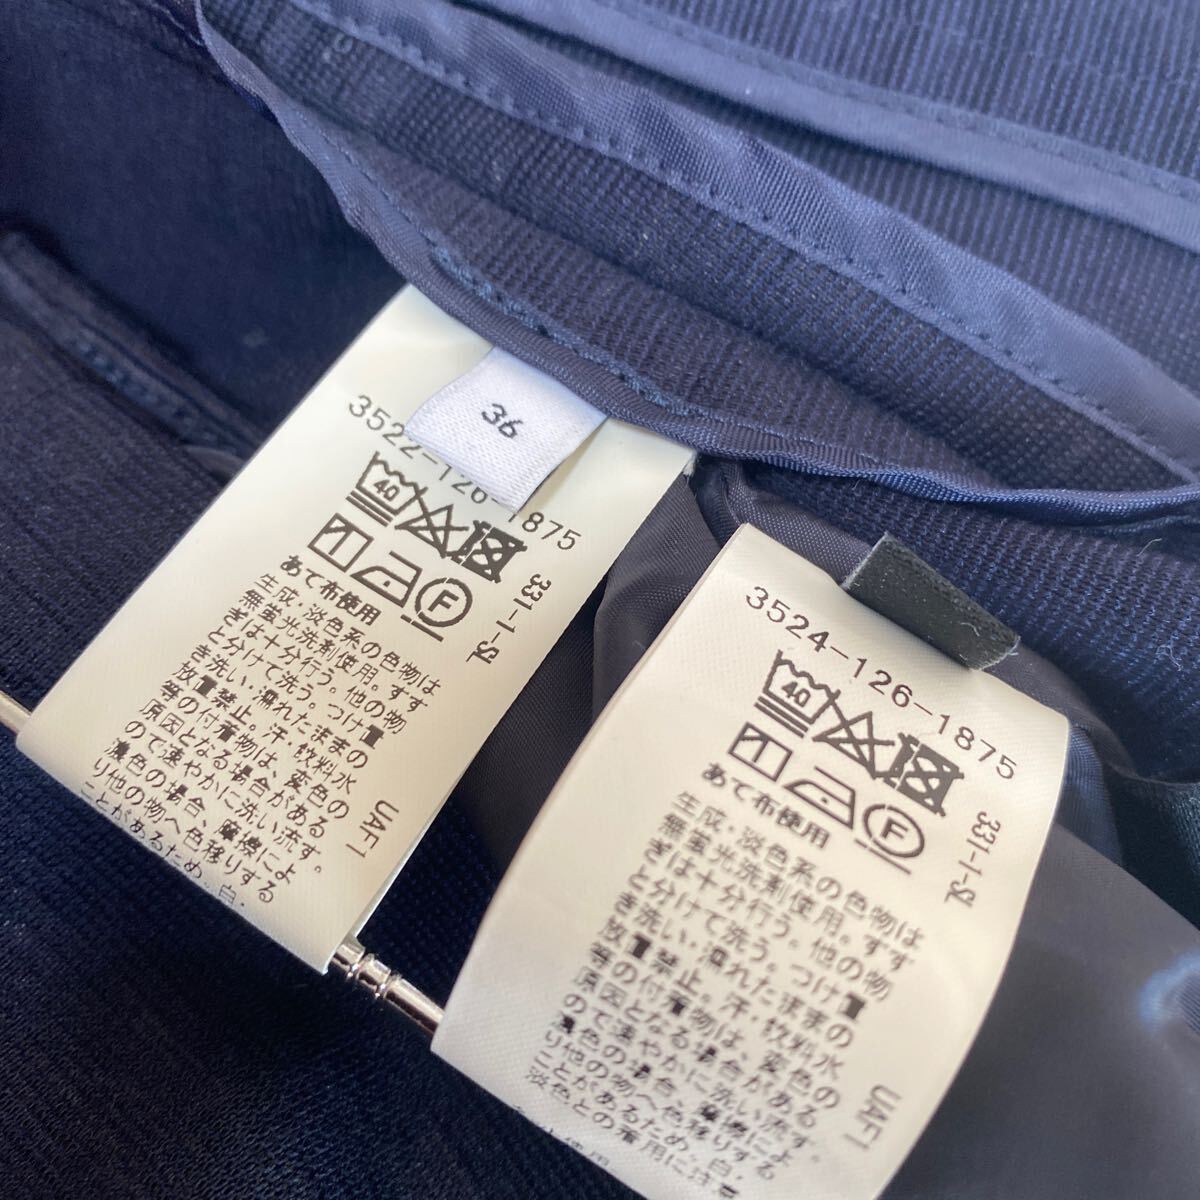 36
3522-126-1875
40
F
331-1-SL
あて布使用
生成・淡色系の色物は
無蛍光洗剤使用。すす
ぎは十分行う。他の物
と分けて洗う。つけ置
き洗い・濡れたままの
放置禁止。汗・飲料水
等の付着物は、変色の
原因となる場合がある
ので速やかに洗い流す。
濃色の場合、摩擦によ
り他の物へ色移りする
ことがあるため、白・
UAF1
3524-126-1875
40
F
331-1-SL
あて布使用
生成・淡色系の色物は
無蛍光洗剤使用。すす
ぎは十分行う。他の物
と分けて洗う。つけ置
き洗い・濡れたままの
放置禁止。汗・飲料水
等の付着物は、変色の
原因となる場合がある
ので速やかに洗い流す。
濃色の場合、摩擦によ
り他の物へ色移りする
ことがあるため、白・
淡色との着用に注意
UAF1